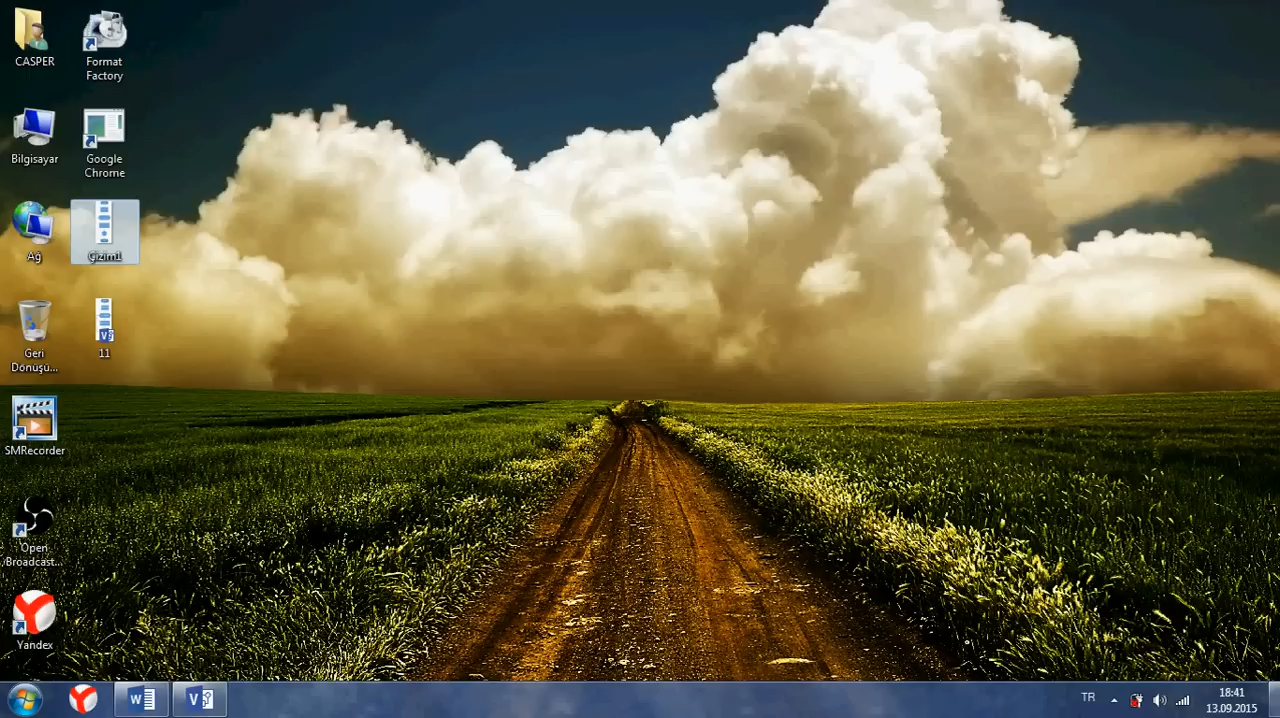 CASPER
Format
Factory
Bilgisayar
Google
Chrome
Ağ
Çizim1
Geri
Dönüşü...
11
SMRecorder
Open
Broadcast...
Yandex
TR
18:41
13.09.2015